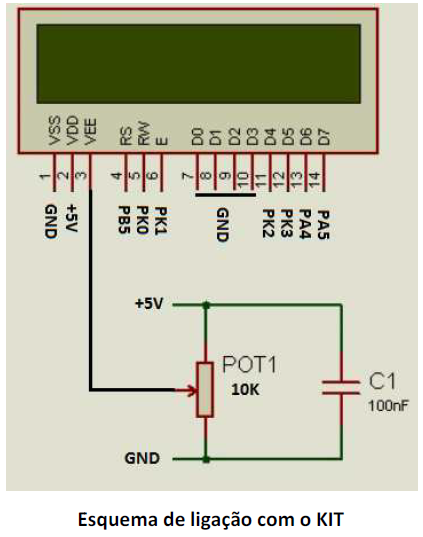 VSS VDD VEE RS RW E D0 D1 D2 D3 D4 D5 D6 D7
1 2 3 4 5 6 7 8 9 10 11 12 13 14
GND +5V PB5 PK0 PK1 GND PK2 PK3 PA4 PA5
+5V
POT1
10K
C1
100nF
GND
Esquema de ligação com o KIT